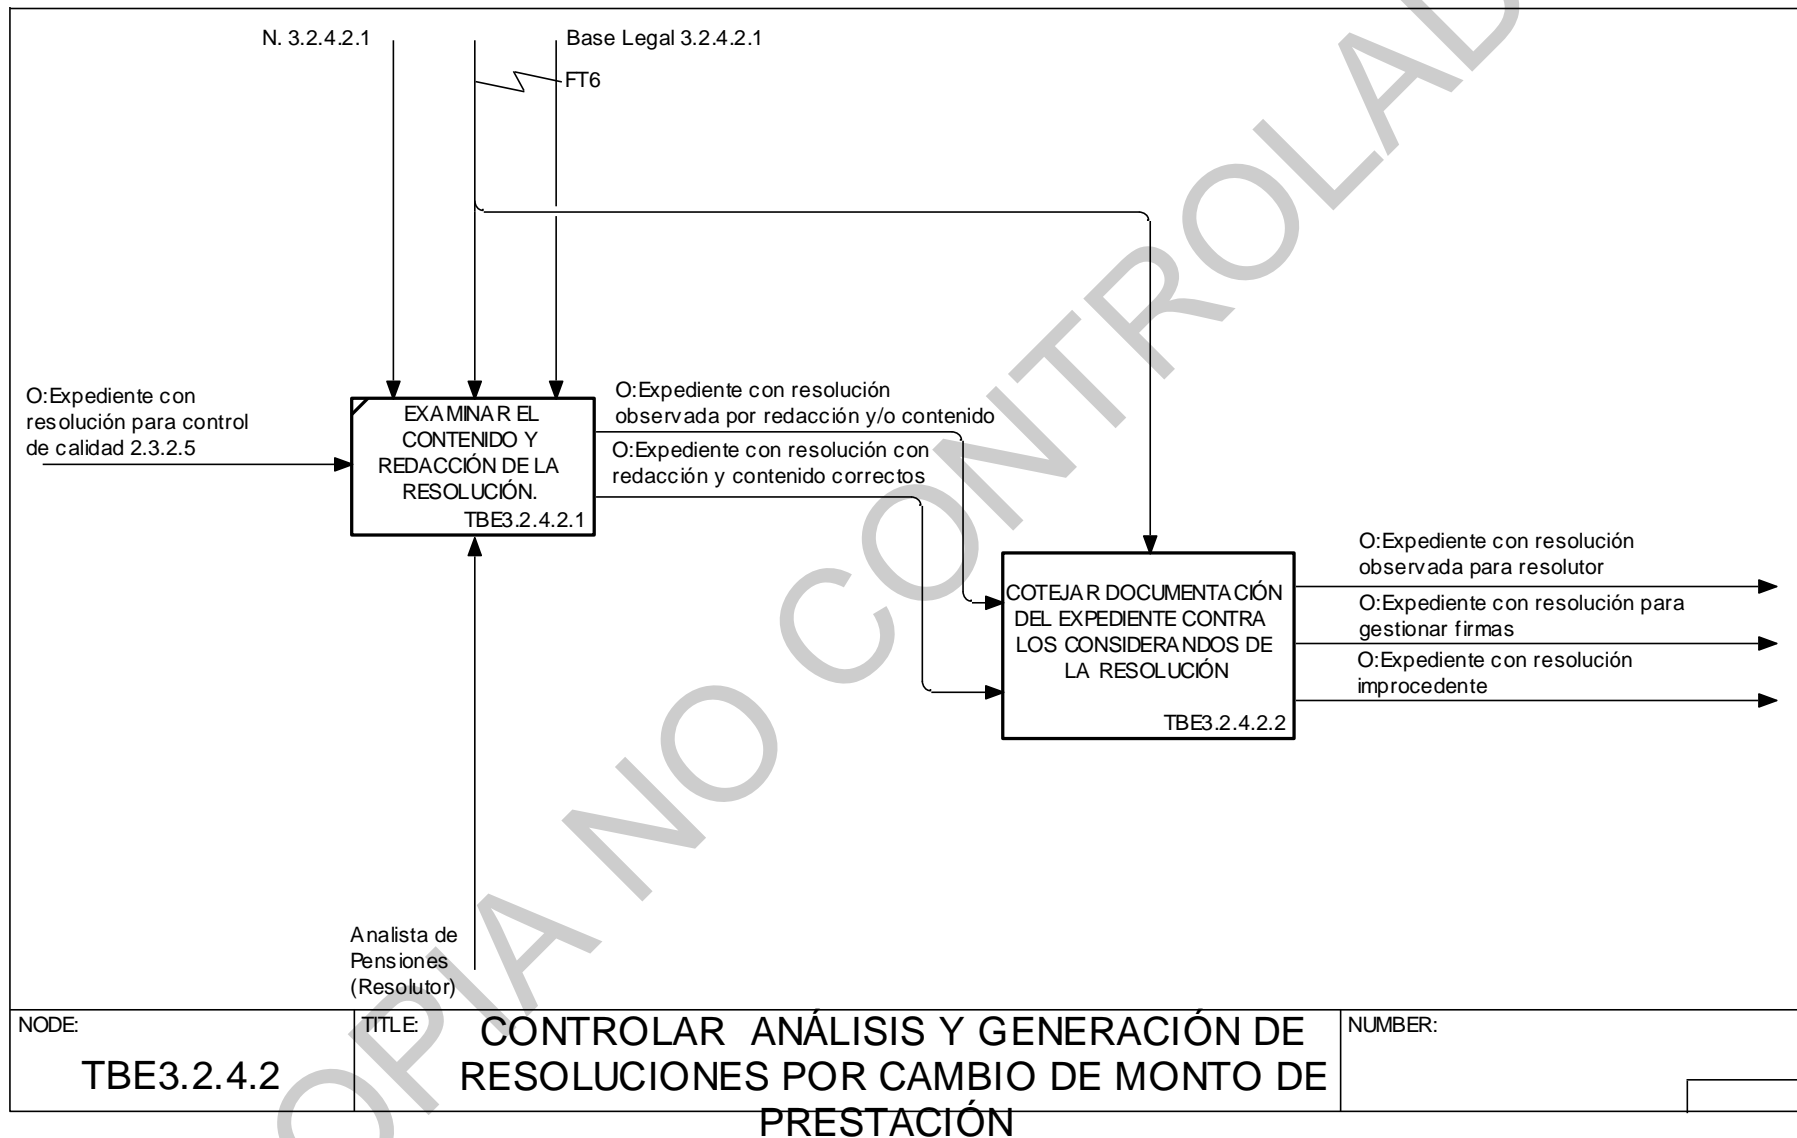 N. 3.2.4.2.1
Base Legal 3.2.4.2.1
FT6
O:Expediente con
resolución para control
de calidad 2.3.2.5
EXAMINAR EL
CONTENIDO Y
REDACCIÓN DE LA
RESOLUCIÓN.
TBE3.2.4.2.1
O:Expediente con resolución
observada por redacción y/o contenido
O:Expediente con resolución con
redacción y contenido correctos
COTEJAR DOCUMENTACIÓN
DEL EXPEDIENTE CONTRA
LOS CONSIDERANDOS DE
LA RESOLUCIÓN
TBE3.2.4.2.2
O:Expediente con resolución
observada para resolutor
O:Expediente con resolución para
gestionar firmas
O:Expediente con resolución
improcedente
Analista de
Pensiones
(Resolutor)
OPIA NO CONTROLAD
NODE:
TBE3.2.4.2
TITLE:
CONTROLAR ANÁLISIS Y GENERACIÓN DE
RESOLUCIONES POR CAMBIO DE MONTO DE
PRESTACIÓN
NUMBER: